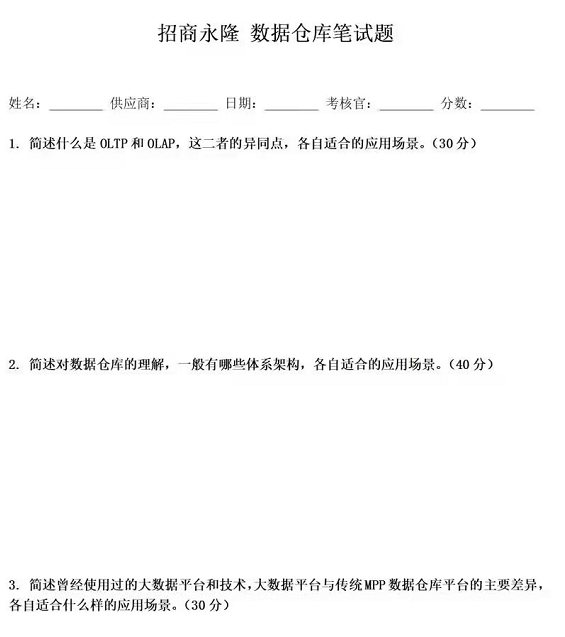 招商永隆 数据仓库笔试题
姓名：________ 供应商：________ 日期：________ 考核官：________ 分数：________
1. 简述什么是 OLTP 和 OLAP，这二者的异同点，各自适合的应用场景。（30 分）
2. 简述对数据仓库的理解，一般有哪些体系架构，各自适合的应用场景。（40 分）
3. 简述曾经使用过的大数据平台和技术，大数据平台与传统 MPP 数据仓库平台的主要差异，
各自适合什么样的应用场景。（30 分）